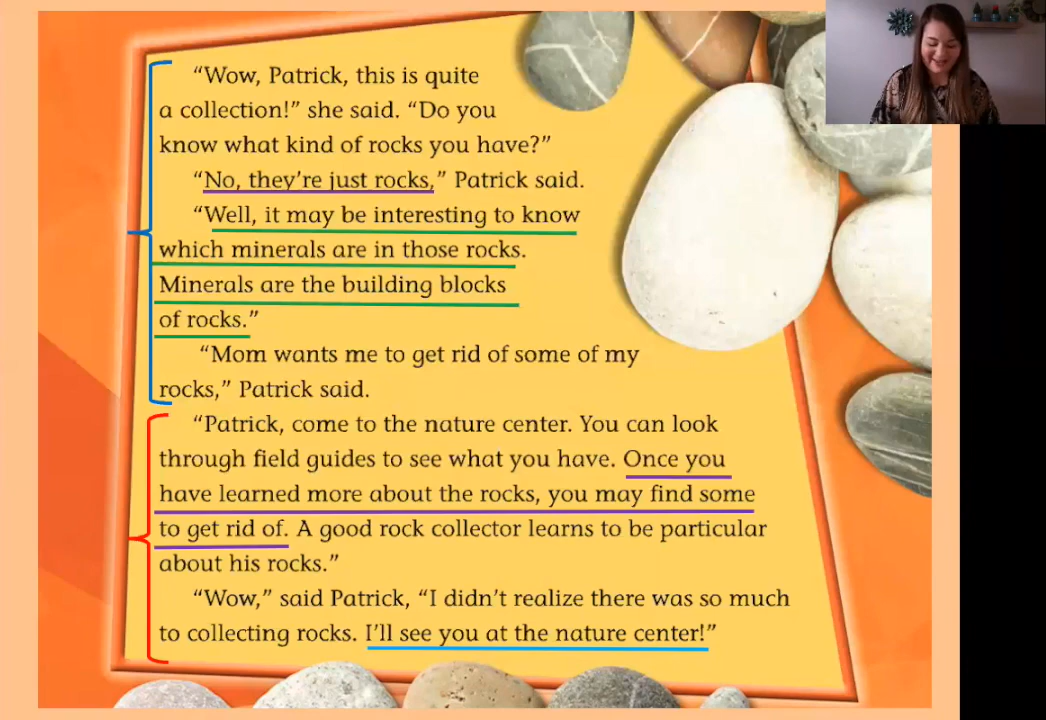 “Wow, Patrick, this is quite
a collection!” she said. “Do you
know what kind of rocks you have?”
“No, they’re just rocks,” Patrick said.
“Well, it may be interesting to know
which minerals are in those rocks.
Minerals are the building blocks
of rocks.”
“Mom wants me to get rid of some of my
rocks,” Patrick said.
“Patrick, come to the nature center. You can look
through field guides to see what you have. Once you
have learned more about the rocks, you may find some
to get rid of. A good rock collector learns to be particular
about his rocks.”
“Wow,” said Patrick, “I didn’t realize there was so much
to collecting rocks. I’ll see you at the nature center!”